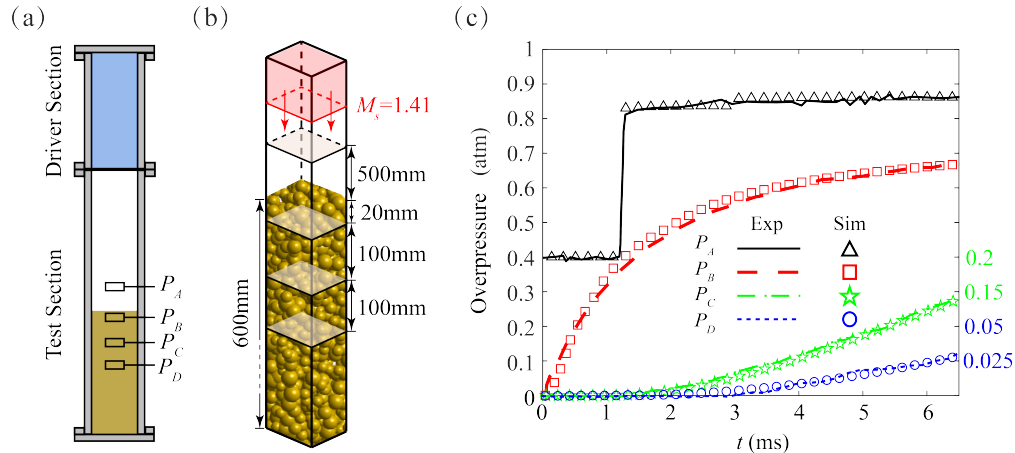 (a)
Driver Section
Test Section
P_A
P_B
P_C
P_D
(b)
M_s=1.41
500mm
20mm
100mm
100mm
600mm
(c)
Overpressure (atm)
1
0.9
0.8
0.7
0.6
0.5
0.4
0.3
0.2
0.1
0
0 1 2 3 4 5 6
t (ms)
Exp Sim
P_A
P_B
P_C
P_D
0.2
0.15
0.05
0.025